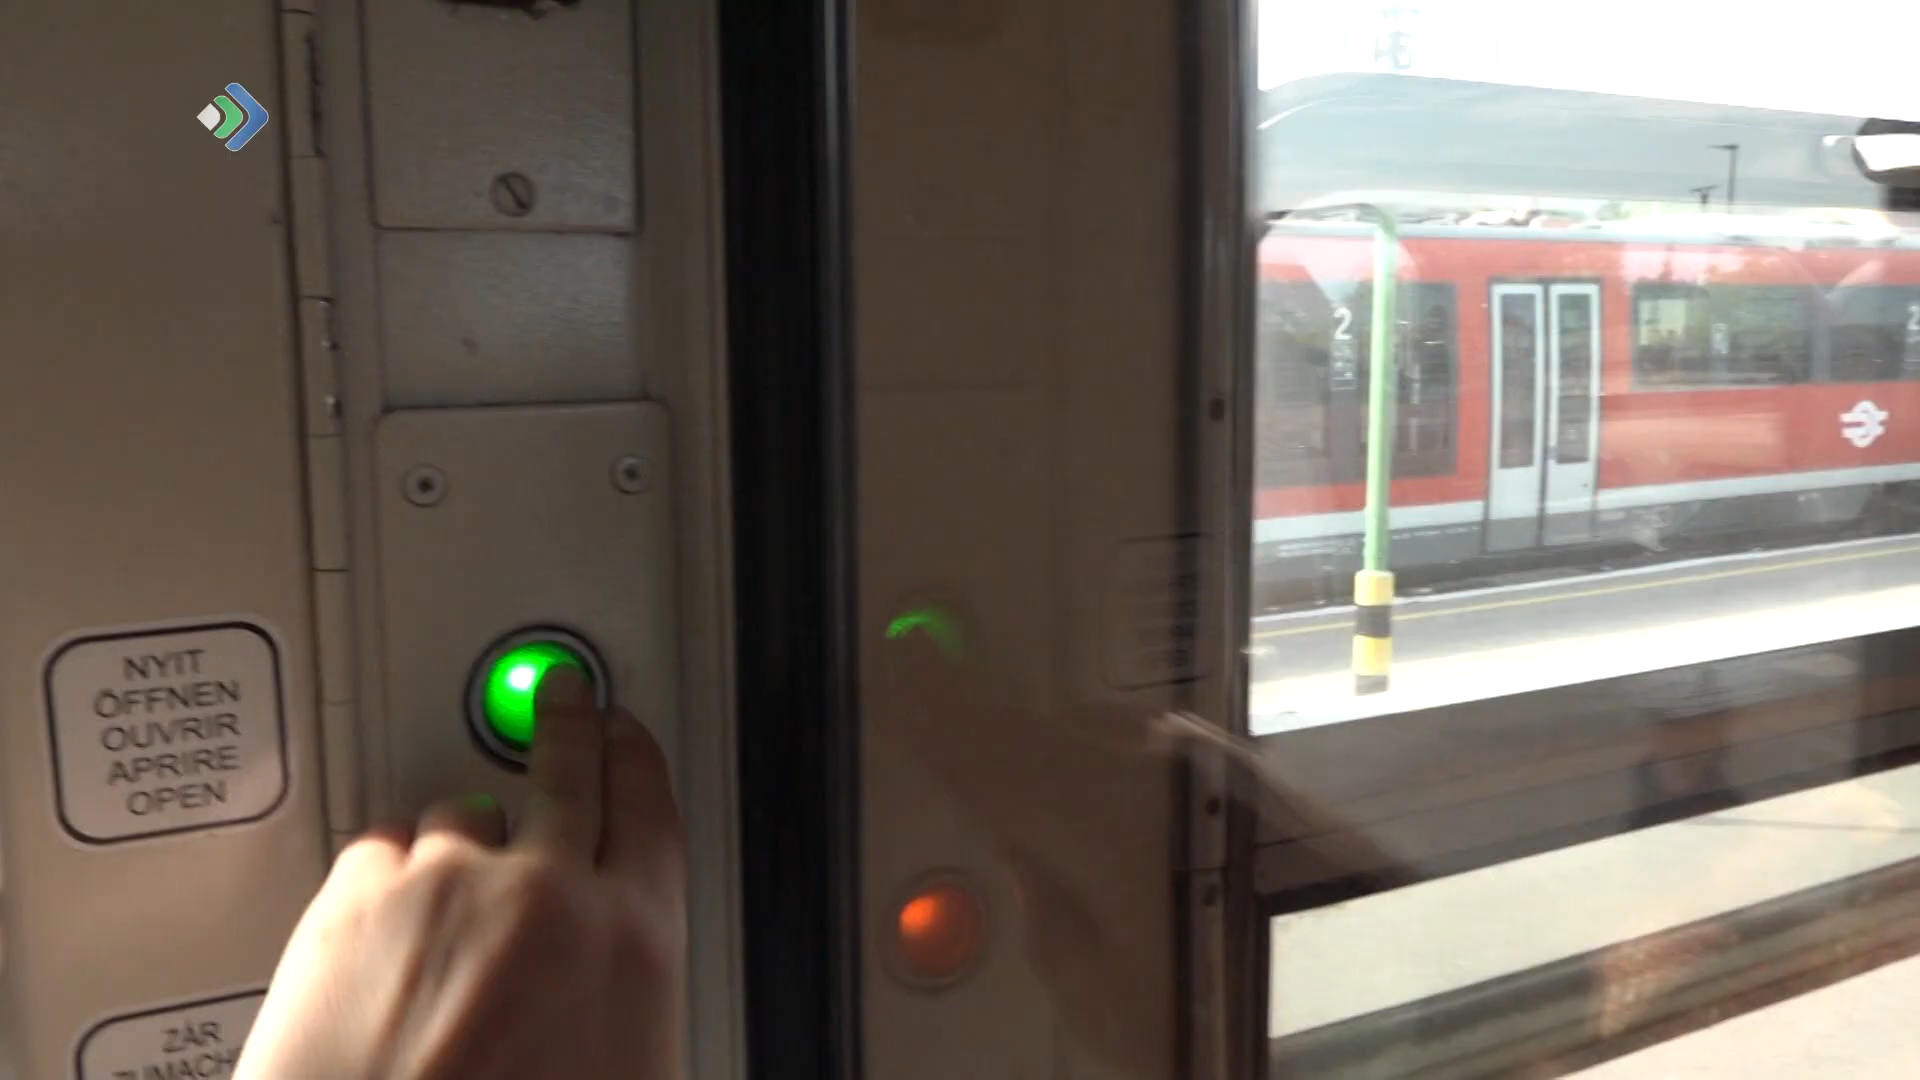 NYIT
ÖFFNEN
OUVRIR
APRIRE
OPEN
ZÁR
2
2